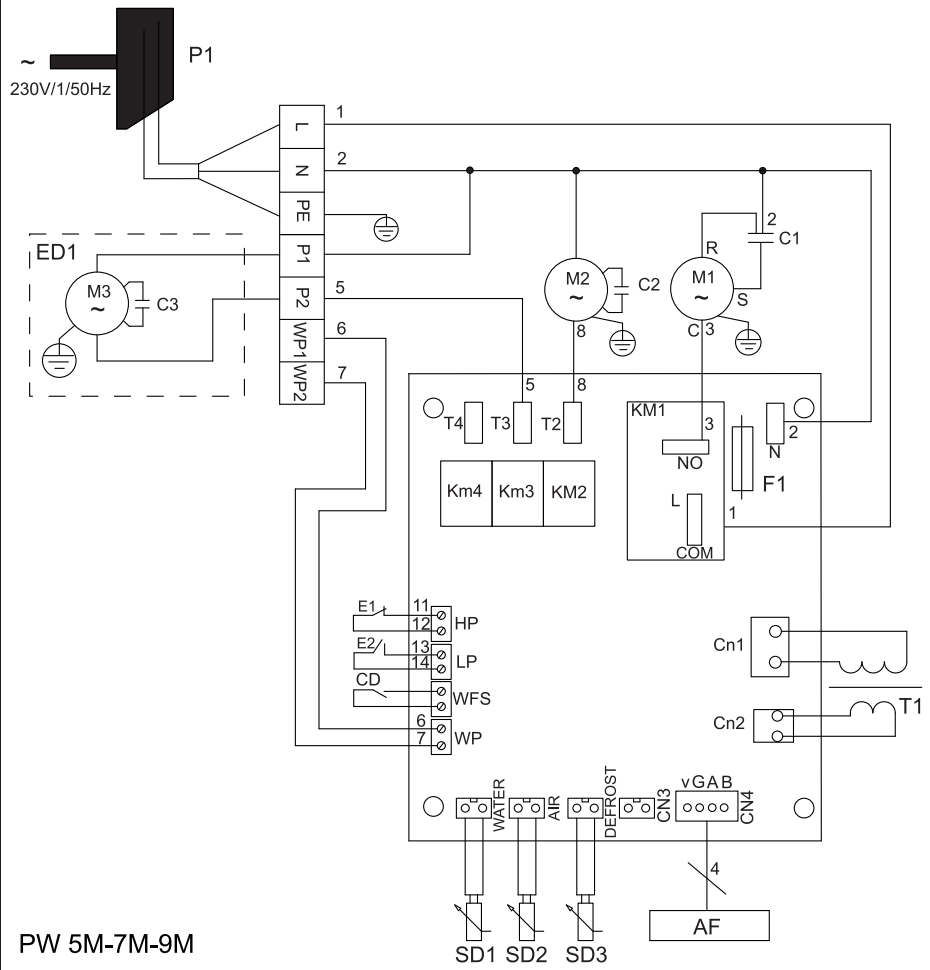 P1
~
230V/1/50Hz
L
1
N
2
PE
P1
P2
5
WP1
6
WP2
7
ED1
M3
~
C3
M2
~
C2
8
R
2
C1
M1
~
S
C
3
5
8
T4
T3
T2
KM1
3
NO
L
COM
1
F1
N
2
Km4
Km3
KM2
E1
11
12
HP
E2
13
14
LP
CD
WFS
6
7
WP
Cn1
Cn2
T1
WATER
AIR
DEFROST
CN3
vGAB
CN4
4
AF
SD1
SD2
SD3
PW 5M-7M-9M